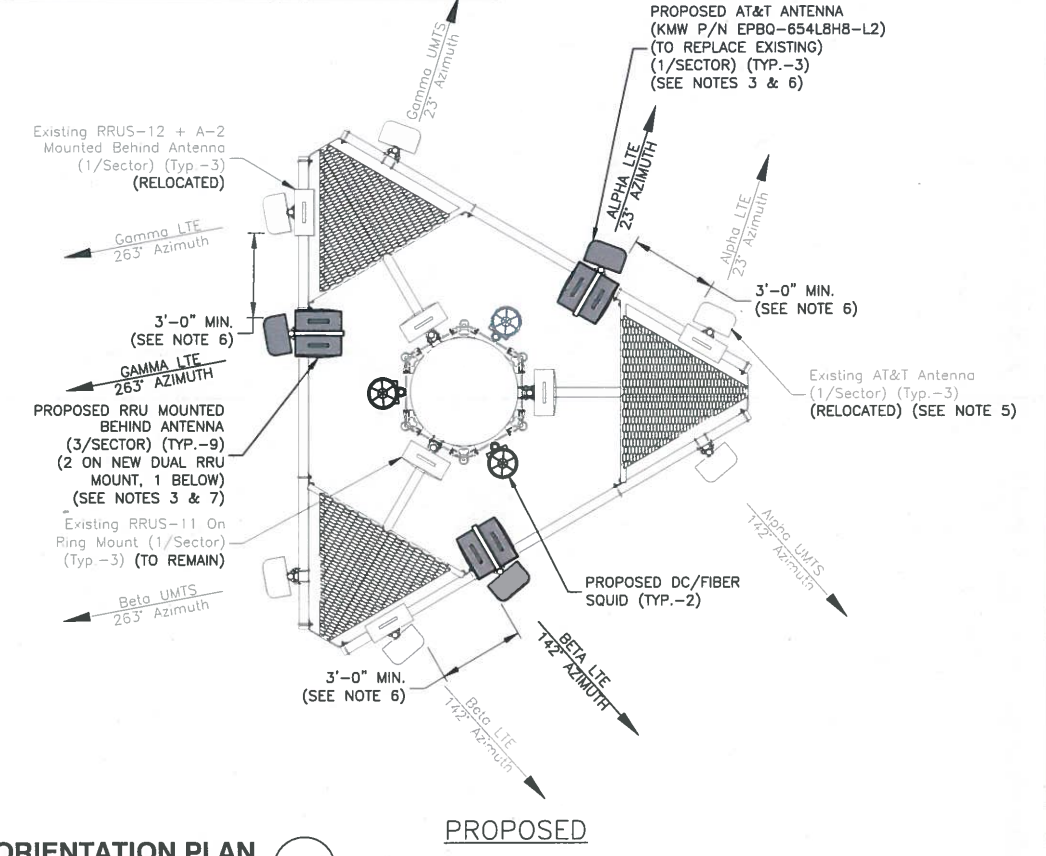 PROPOSED AT&T ANTENNA
(KMW P/N EPBQ-654L8H8-L2)
(TO REPLACE EXISTING)
(1/SECTOR) (TYP.-3)
(SEE NOTES 3 & 6)
Gamma UMTS
23° Azimuth
Existing RRUS-12 + A-2
Mounted Behind Antenna
(1/Sector) (Typ.-3)
(RELOCATED)
ALPHA LTE
23° AZIMUTH
Alpha LTE
23° Azimuth
Gamma LTE
263° Azimuth
3'-0" MIN.
(SEE NOTE 6)
3'-0" MIN.
(SEE NOTE 6)
GAMMA LTE
263° AZIMUTH
Existing AT&T Antenna
(1/Sector) (Typ.-3)
(RELOCATED) (SEE NOTE 5)
PROPOSED RRU MOUNTED
BEHIND ANTENNA
(3/SECTOR) (TYP.-9)
(2 ON NEW DUAL RRU
MOUNT, 1 BELOW)
(SEE NOTES 3 & 7)
Existing RRUS-11 On
Ring Mount (1/Sector)
(Typ.-3) (TO REMAIN)
Alpha UMTS
142° Azimuth
Beta UMTS
263° Azimuth
PROPOSED DC/FIBER
SQUID (TYP.-2)
BETA LTE
142° AZIMUTH
3'-0" MIN.
(SEE NOTE 6)
Beta LTE
142° Azimuth
PROPOSED
ORIENTATION PLAN